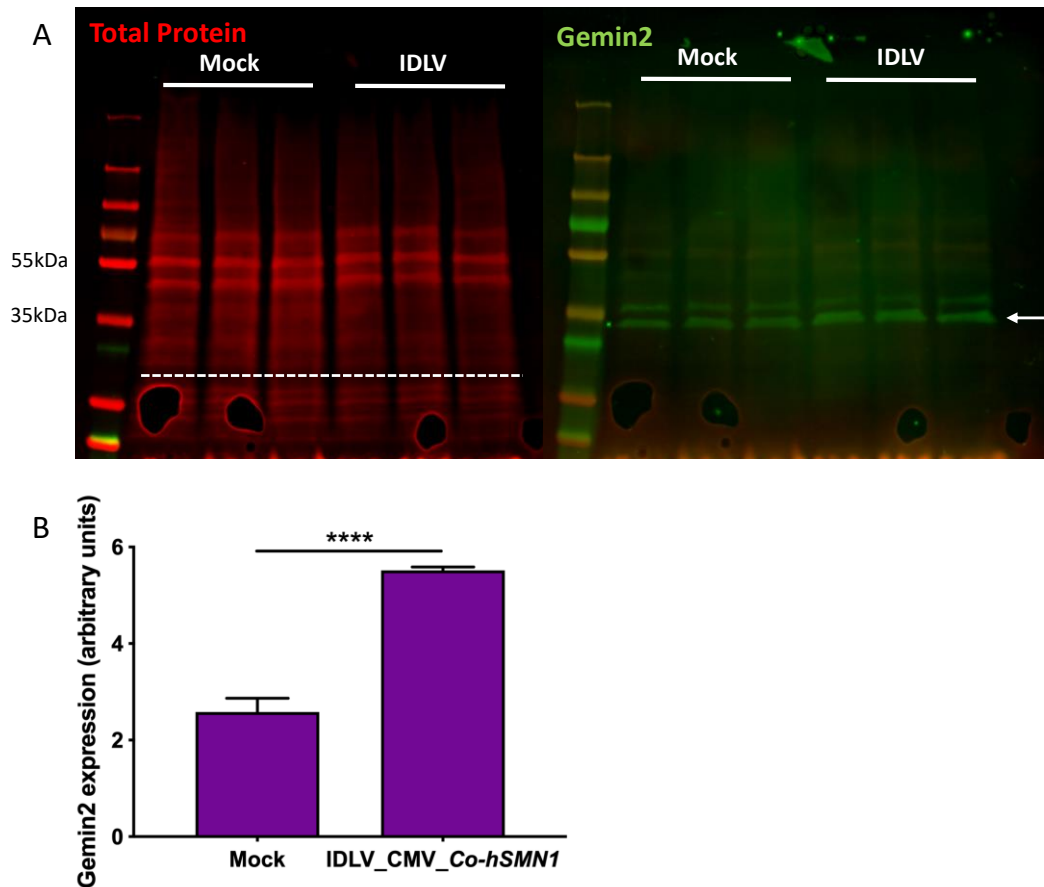 A
Total Protein
Mock
IDLV
Gemin2
Mock
IDLV
55kDa
35kDa
B
Gemin2 expression (arbitrary units)
6
4
2
0
****
Mock
IDLV_CMV_Co-hSMN1